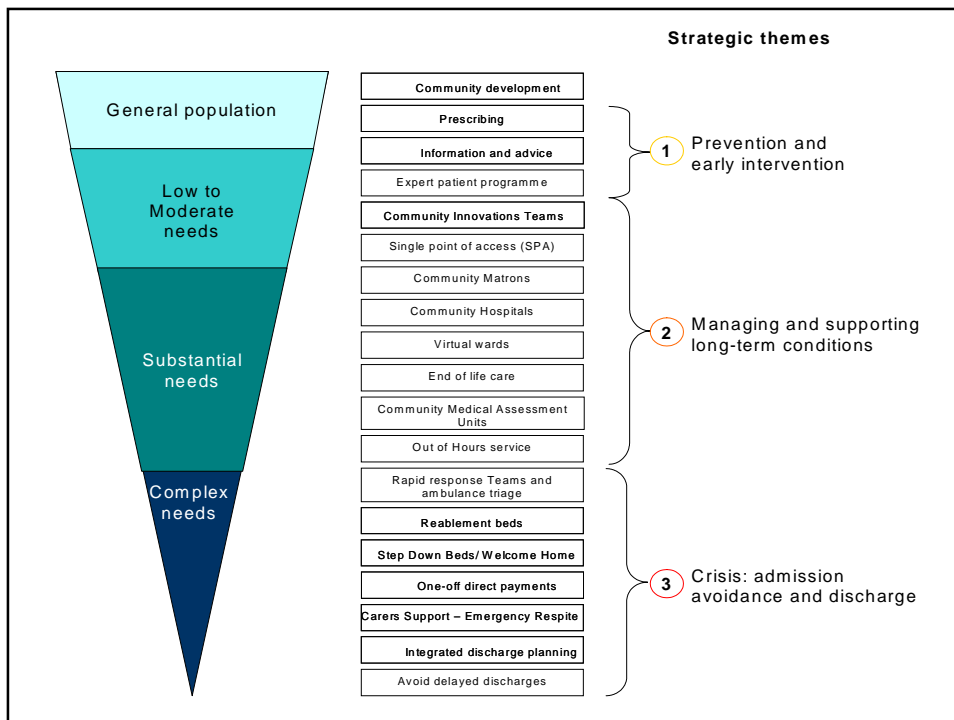 Strategic themes
General population
Low to
Moderate
needs
Substantial
needs
Complex
needs
Community development
Prescribing
Information and advice
Expert patient programme
Community Innovations Teams
Single point of access (SPA)
Community Matrons
Community Hospitals
Virtual wards
End of life care
Community Medical Assessment
Units
Out of Hours service
Rapid response Teams and
ambulance triage
Reablement beds
Step Down Beds/ Welcome Home
One-off direct payments
Carers Support – Emergency Respite
Integrated discharge planning
Avoid delayed discharges
1
Prevention and
early intervention
2
Managing and supporting
long-term conditions
3
Crisis: admission
avoidance and discharge